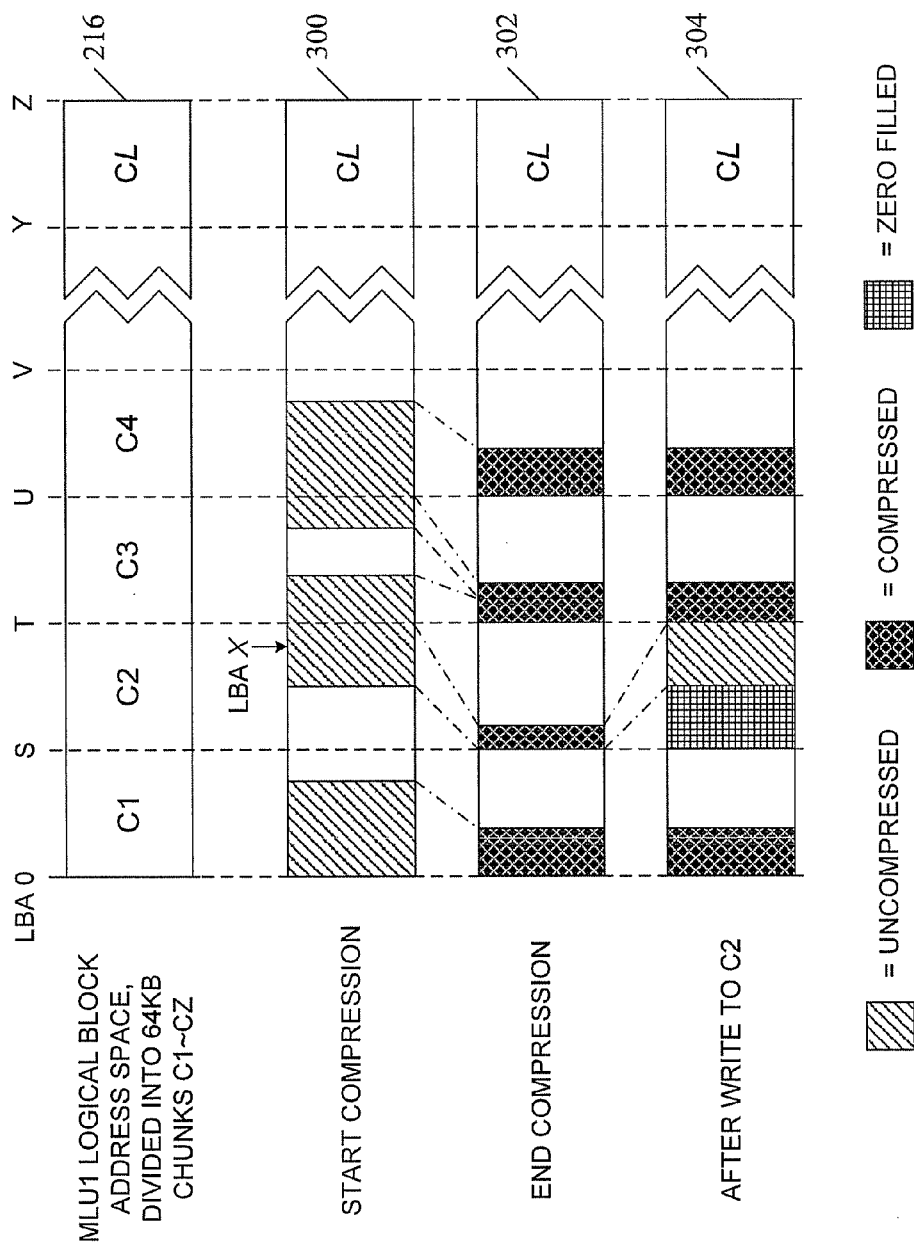 LBA 0 S T U V Y Z
MLU1 LOGICAL BLOCK
ADDRESS SPACE,
DIVIDED INTO 64KB
CHUNKS C1~CZ
C1 C2 C3 C4 CL
216
LBA X
START COMPRESSION
CL
300
END COMPRESSION
CL
302
AFTER WRITE TO C2
CL
304
= UNCOMPRESSED
= COMPRESSED
= ZERO FILLED